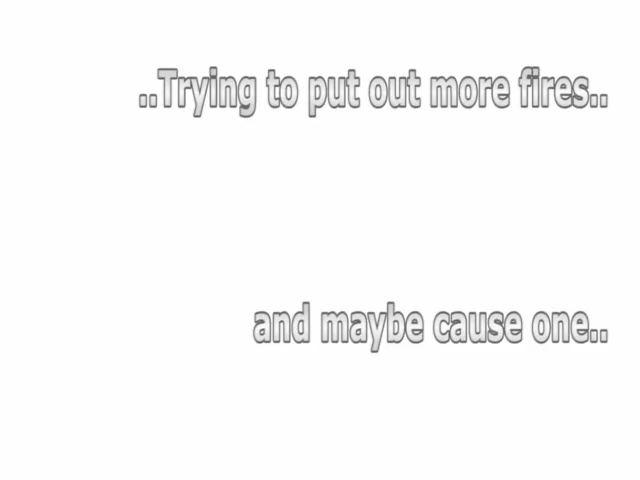 ..Trying to put out more fires..
and maybe cause one..